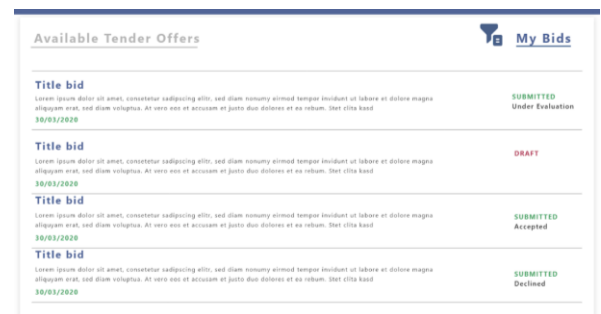 Available Tender Offers
My Bids
Title bid
Lorem ipsum dolor sit amet, consetetur sadipscing elitr, sed diam nonumy eirmod tempor invidunt ut labore et dolore magna
aliquyam erat, sed diam voluptua. At vero eos et accusam et justo duo dolores et ea rebum. Stet clita kasd
30/03/2020
SUBMITTED
Under Evaluation
Title bid
Lorem ipsum dolor sit amet, consetetur sadipscing elitr, sed diam nonumy eirmod tempor invidunt ut labore et dolore magna
aliquyam erat, sed diam voluptua. At vero eos et accusam et justo duo dolores et ea rebum. Stet clita kasd
30/03/2020
DRAFT
Title bid
Lorem ipsum dolor sit amet, consetetur sadipscing elitr, sed diam nonumy eirmod tempor invidunt ut labore et dolore magna
aliquyam erat, sed diam voluptua. At vero eos et accusam et justo duo dolores et ea rebum. Stet clita kasd
30/03/2020
SUBMITTED
Accepted
Title bid
Lorem ipsum dolor sit amet, consetetur sadipscing elitr, sed diam nonumy eirmod tempor invidunt ut labore et dolore magna
aliquyam erat, sed diam voluptua. At vero eos et accusam et justo duo dolores et ea rebum. Stet clita kasd
30/03/2020
SUBMITTED
Declined